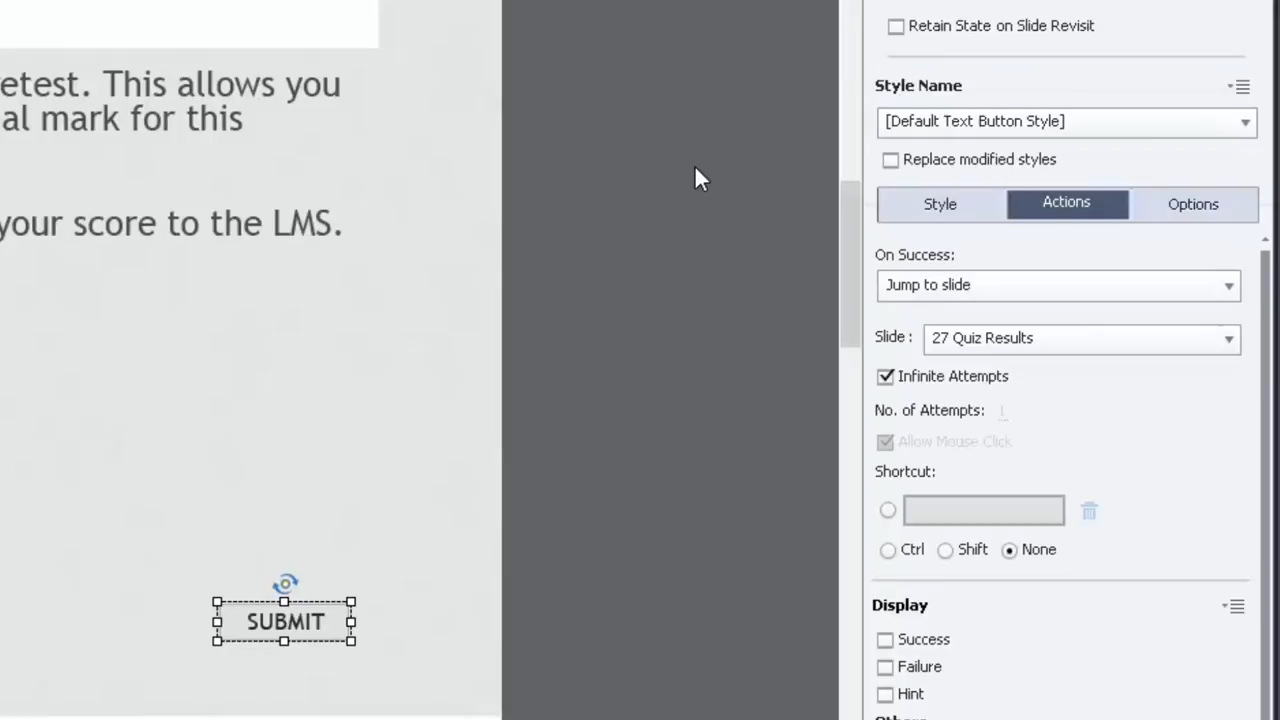 etest. This allows you
al mark for this
your score to the LMS.
SUBMIT
Retain State on Slide Revisit
Style Name
[Default Text Button Style]
Replace modified styles
Style Actions Options
On Success:
Jump to slide
Slide : 27 Quiz Results
Infinite Attempts
No. of Attempts: 1
Allow Mouse Click
Shortcut:
Ctrl Shift None
Display
Success
Failure
Hint